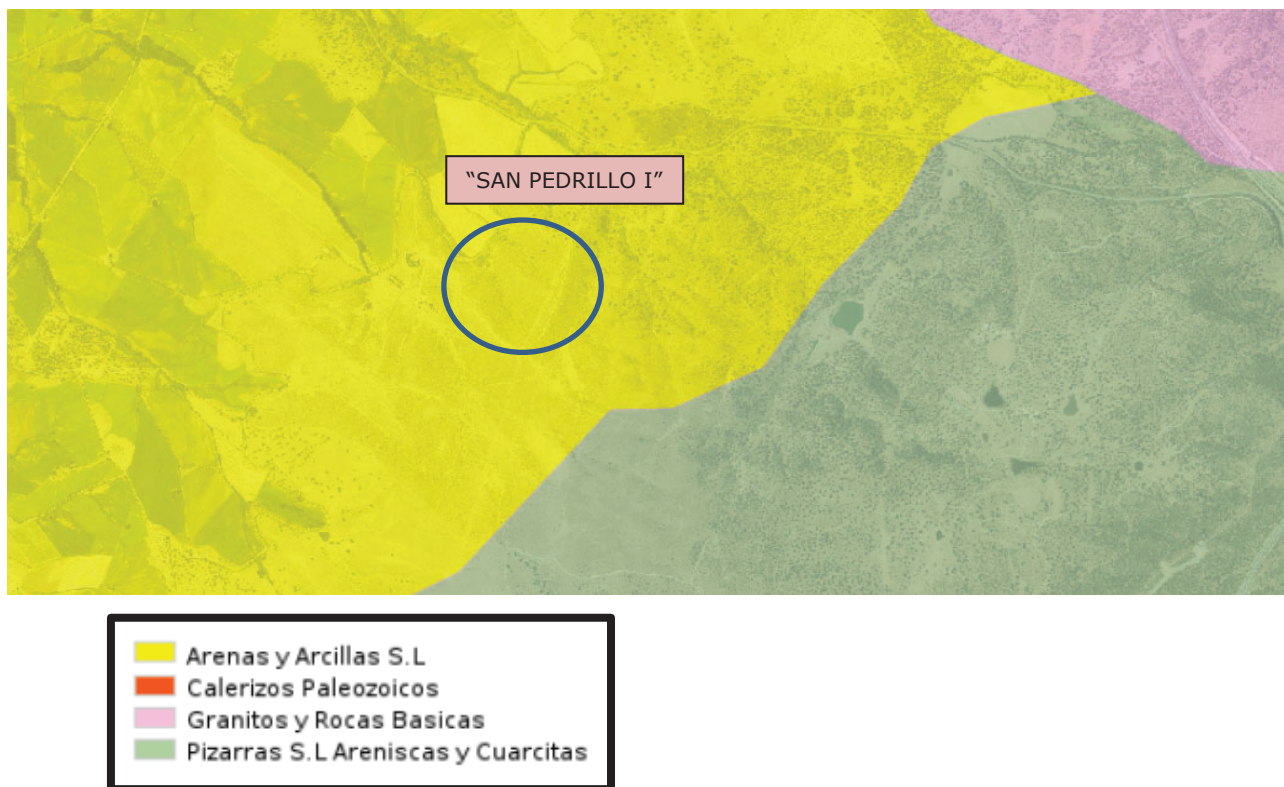 “SAN PEDRILLO I”
Arenas y Arcillas S.L
Calerizos Paleozoicos
Granitos y Rocas Basicas
Pizarras S.L Areniscas y Cuarcitas